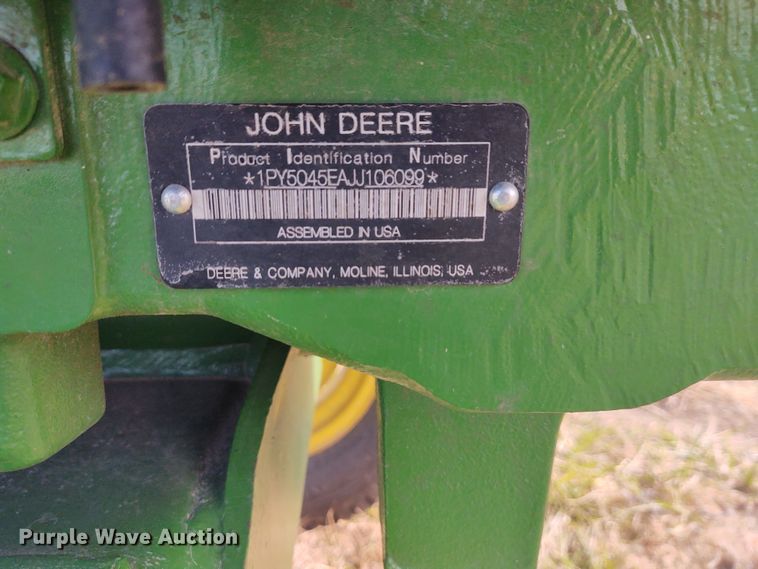 JOHN DEERE
Product Identification Number
*1PY5045EAJJ106099*
ASSEMBLED IN USA
DEERE & COMPANY, MOLINE, ILLINOIS, USA
Purple Wave Auction